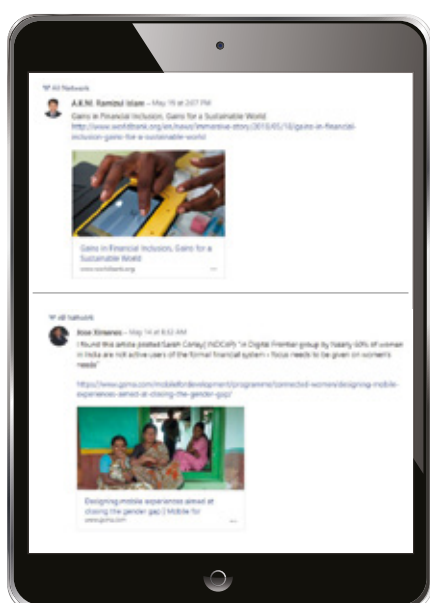 All Network
A.K.M. Ramizul Islam – May 19 at 2:07 PM
Gains in Financial Inclusion, Gains for a Sustainable World
http://www.worldbank.org/en/news/immersive-story/2018/05/18/gains-in-financial-
inclusion-gains-for-a-sustainable-world
Gains in Financial Inclusion, Gains for a
Sustainable World
www.worldbank.org
All Network
Jose Ximenes – May 14 at 8:32 AM
I found this article posted Sarah in Digital Frontier group by Nearly 60% of women
in India are not active users of the formal financial system - focus needs to be given on women's
needs"
https://www.gsma.com/mobilefordevelopment/programme/connected-women/designing-mobile-
experiences-aimed-at-closing-the-gender-gap/
Designing mobile experiences aimed at
closing the gender gap | Mobile for
www.gsma.com